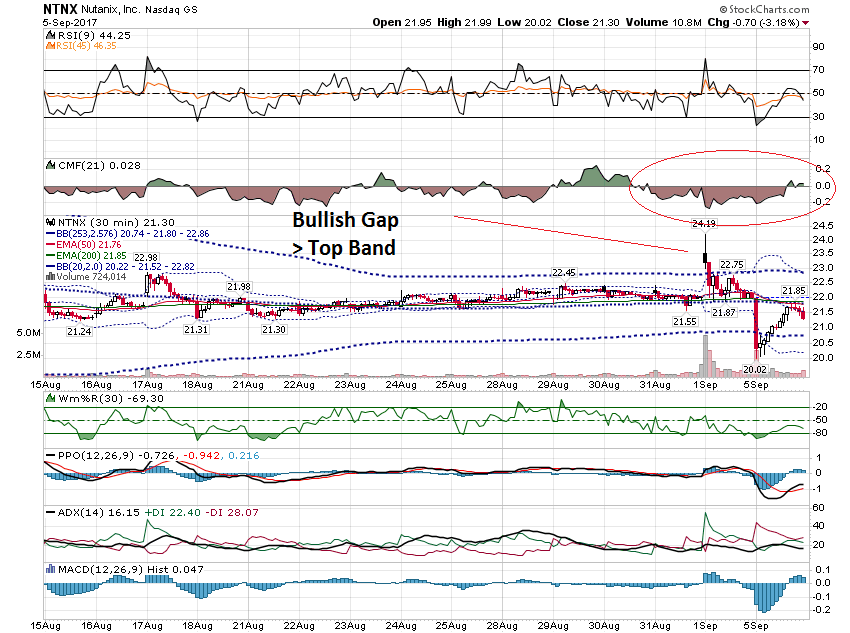 NTNX Nutanix, Inc. Nasdaq GS © StockCharts.com
5-Sep-2017 Open 21.95 High 21.99 Low 20.02 Close 21.30 Volume 10.8M Chg -0.70 (-3.18%)
RSI(9) 44.25
RSI(45) 46.35
90
70
50
30
10
CMF(21) 0.028
0.2
0.0
-0.2
Bullish Gap
> Top Band
NTNX (30 min) 21.30
BB(253,2.576) 20.74 - 21.80 - 22.86
EMA(50) 21.76
EMA(200) 21.85
BB(20,2.0) 20.22 - 21.52 - 22.82
Volume 724,014
24.19
22.98
22.45
22.75
21.98
21.85
21.24
21.31
21.30
21.55
21.87
20.02
24.5
24.0
23.5
23.0
22.5
22.0
21.5
21.0
20.5
20.0
5.0M
2.5M
15Aug 16Aug 17Aug 18Aug 21Aug 22Aug 23Aug 24Aug 25Aug 28Aug 29Aug 30Aug 31Aug 1Sep 5Sep
Wm%R(30) -69.30
-20
-50
-80
PPO(12,26,9) -0.726, -0.942, 0.216
1
0
-1
ADX(14) 16.15 +DI 22.40 -DI 28.07
60
40
20
MACD(12,26,9) Hist 0.047
0.1
0.0
-0.1
-0.2
15Aug 16Aug 17Aug 18Aug 21Aug 22Aug 23Aug 24Aug 25Aug 28Aug 29Aug 30Aug 31Aug 1Sep 5Sep